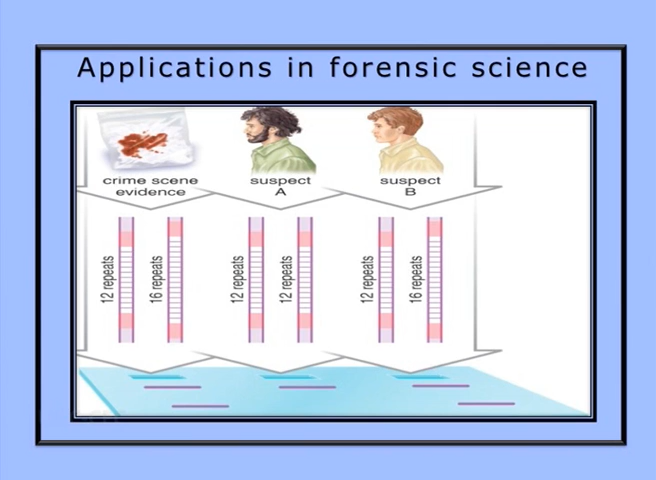 Applications in forensic science
crime scene
evidence
suspect
A
suspect
B
12 repeats
16 repeats
12 repeats
12 repeats
12 repeats
16 repeats